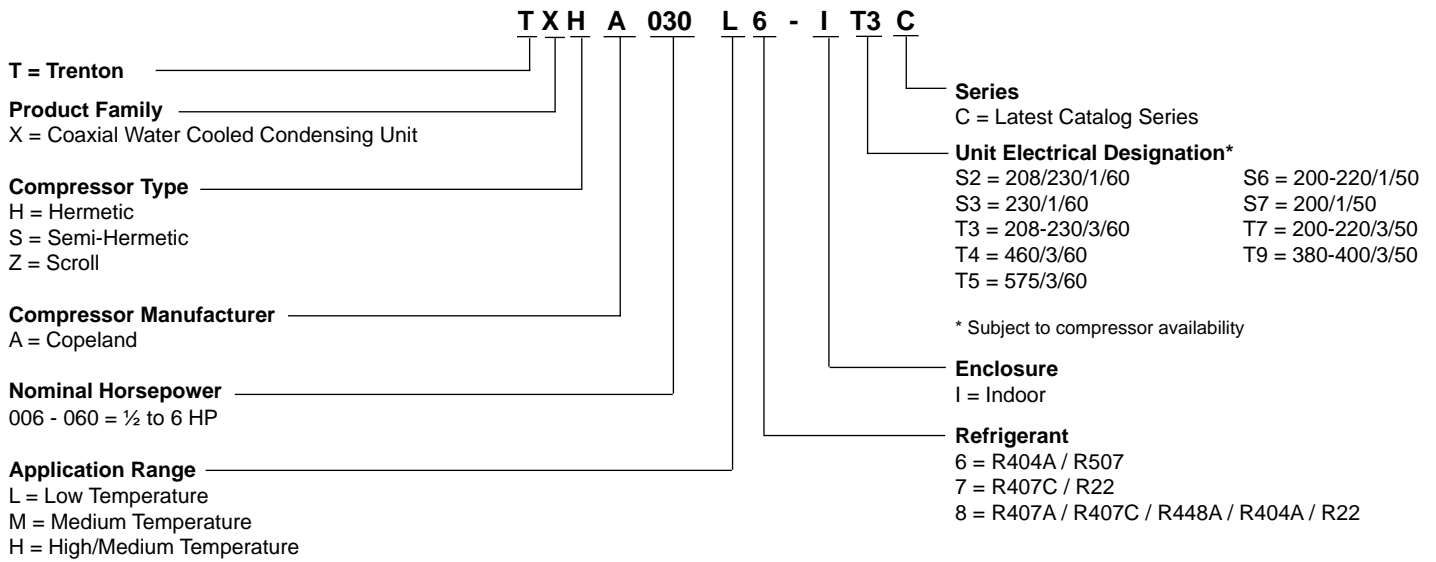 T X H A 030 L 6 - I T3 C
T = Trenton
Product Family
X = Coaxial Water Cooled Condensing Unit
Compressor Type
H = Hermetic
S = Semi-Hermetic
Z = Scroll
Compressor Manufacturer
A = Copeland
Nominal Horsepower
006 - 060 = ½ to 6 HP
Application Range
L = Low Temperature
M = Medium Temperature
H = High/Medium Temperature
Series
C = Latest Catalog Series
Unit Electrical Designation*
S2 = 208/230/1/60 S6 = 200-220/1/50
S3 = 230/1/60 S7 = 200/1/50
T3 = 208-230/3/60 T7 = 200-220/3/50
T4 = 460/3/60 T9 = 380-400/3/50
T5 = 575/3/60
* Subject to compressor availability
Enclosure
I = Indoor
Refrigerant
6 = R404A / R507
7 = R407C / R22
8 = R407A / R407C / R448A / R404A / R22